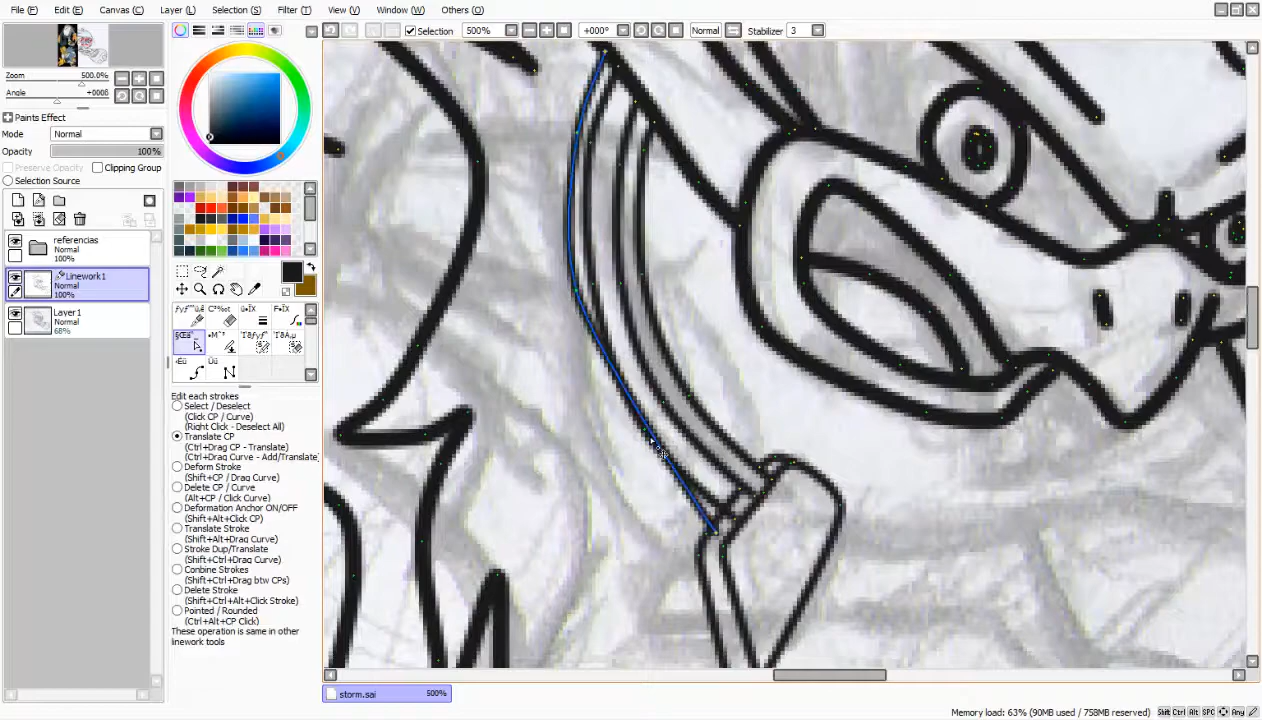 File (F) Edit (E) Canvas (C) Layer (L) Selection (S) Filter (T) View (V) Window (W) Others (O)
Selection 500% +000° Normal Stabilizer 3
Zoom 500.0%
Angle +000θ
Paints Effect
Mode Normal
Opacity 100%
Preserve Opacity Clipping Group
Selection Source
referencias
Normal
100%
Linework1
Normal
100%
Layer1
Normal
68%
Edit each strokes
Select / Deselect
(Click CP / Curve)
(Right Click - Deselect All)
Translate CP
(Ctrl+Drag CP - Translate)
(Ctrl+Drag Curve - Add/Translate)
Deform Stroke
(Shift+CP / Drag Curve)
Delete CP / Curve
(Alt+CP / Click Curve)
Deformation Anchor ON/OFF
(Shift+Alt+Click CP)
Translate Stroke
(Shift+Alt+Drag Curve)
Stroke Dup/Translate
(Shift+Ctrl+Drag Curve)
Conbine Strokes
(Shift+Ctrl+Drag btw CPs)
Delete Stroke
(Shift+Ctrl+Alt+Click Stroke)
Pointed / Rounded
(Ctrl+Alt+CP Click)
These operation is same in other
linework tools
storm.sai 500%
Memory load: 63% (90MB used / 758MB reserved) Shift Ctrl Alt SPC Any